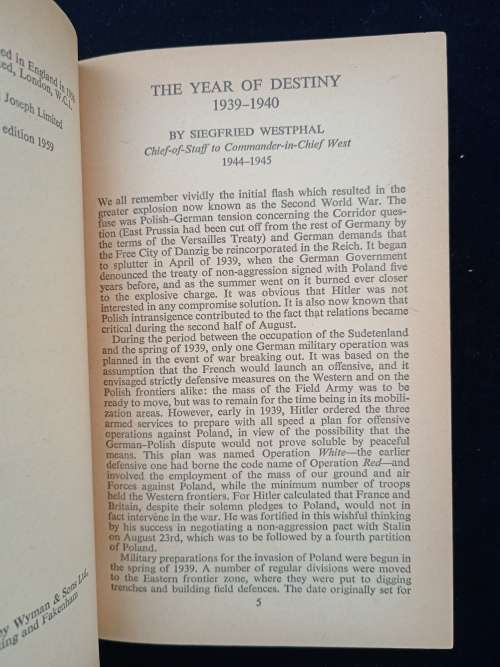 ed in England in 19
ed, London, W.C.1.
Joseph Limited
edition 1959
by Wyman & Sons Ltd,
ing and Fakenham
THE YEAR OF DESTINY
1939–1940
BY SIEGFRIED WESTPHAL
Chief-of-Staff to Commander-in-Chief West
1944–1945
We all remember vividly the initial flash which resulted in the
greater explosion now known as the Second World War. The
fuse was Polish–German tension concerning the Corridor ques-
tion (East Prussia had been cut off from the rest of Germany by
the terms of the Versailles Treaty) and German demands that
the Free City of Danzig be reincorporated in the Reich. It began
to splutter in April of 1939, when the German Government
denounced the treaty of non-aggression signed with Poland five
years before, and as the summer went on it burned ever closer
to the explosive charge. It was obvious that Hitler was not
interested in any compromise solution. It is also now known that
Polish intransigence contributed to the fact that relations became
critical during the second half of August.
During the period between the occupation of the Sudetenland
and the spring of 1939, only one German military operation was
planned in the event of war breaking out. It was based on the
assumption that the French would launch an offensive, and it
envisaged strictly defensive measures on the Western and on the
Polish frontiers alike: the mass of the Field Army was to be
ready to move, but was to remain for the time being in its mobili-
zation areas. However, early in 1939, Hitler ordered the three
armed services to prepare with all speed a plan for offensive
operations against Poland, in view of the possibility that the
German–Polish dispute would not prove soluble by peaceful
means. This plan was named Operation White—the earlier
defensive one had borne the code name of Operation Red—and
involved the employment of the mass of our ground and air
Forces against Poland, while the minimum number of troops
held the Western frontiers. For Hitler calculated that France and
Britain, despite their solemn pledges to Poland, would not in
fact intervene in the war. He was fortified in this wishful thinking
by his success in negotiating a non-aggression pact with Stalin
on August 23rd, which was to be followed by a fourth partition
of Poland.
Military preparations for the invasion of Poland were begun in
the spring of 1939. A number of regular divisions were moved
to the Eastern frontier zone, where they were put to digging
trenches and building field defences. The date originally set for
5